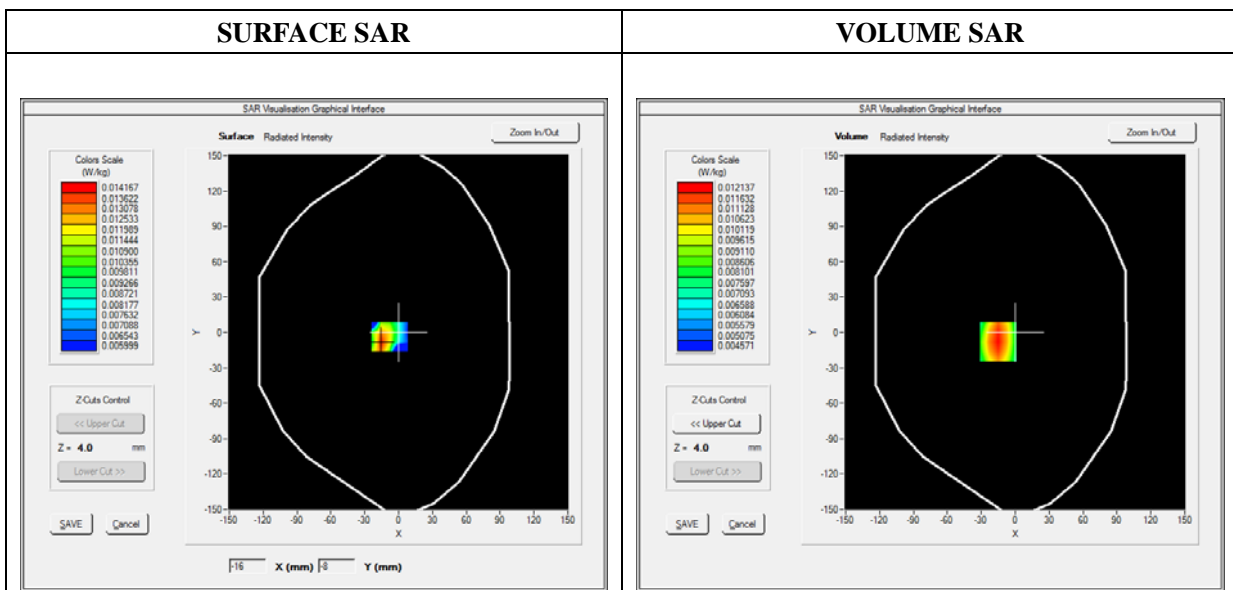 SURFACE SAR
SAR Visualisation Graphical Interface
Surface Radiated Intensity
Zoom In/Out
Colors Scale
(W/kg)
0.014167
0.013622
0.013078
0.012533
0.011989
0.011444
0.010900
0.010355
0.009811
0.009266
0.008721
0.008177
0.007632
0.007088
0.006543
0.005999
Z-Cuts Control
<< Upper Cut
Z = 4.0 mm
Lower Cut >>
SAVE Cancel
150
120
90
60
30
Y 0
-30
-60
-90
-120
-150
-150 -120 -90 -60 -30 0 30 60 90 120 150
X
-16 X (mm) -8 Y (mm)
VOLUME SAR
SAR Visualisation Graphical Interface
Volume Radiated Intensity
Zoom In/Out
Colors Scale
(W/kg)
0.012137
0.011632
0.011128
0.010623
0.010119
0.009615
0.009110
0.008606
0.008101
0.007597
0.007093
0.006588
0.006084
0.005579
0.005075
0.004571
Z-Cuts Control
<< Upper Cut
Z = 4.0 mm
Lower Cut >>
SAVE Cancel
150
120
90
60
30
Y 0
-30
-60
-90
-120
-150
-150 -120 -90 -60 -30 0 30 60 90 120 150
X